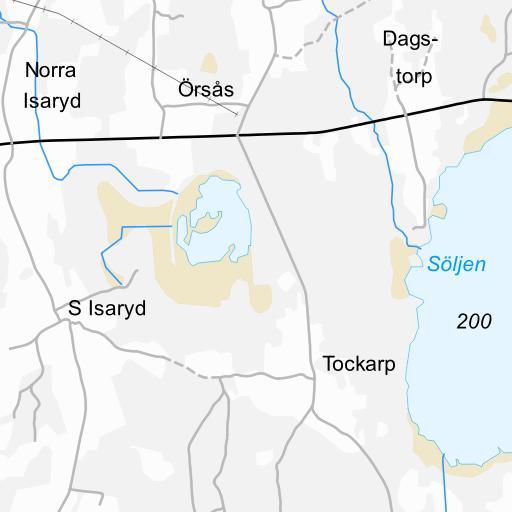 Dags-
torp
Norra
Isaryd
Örsås
Söljen
S Isaryd
200
Tockarp